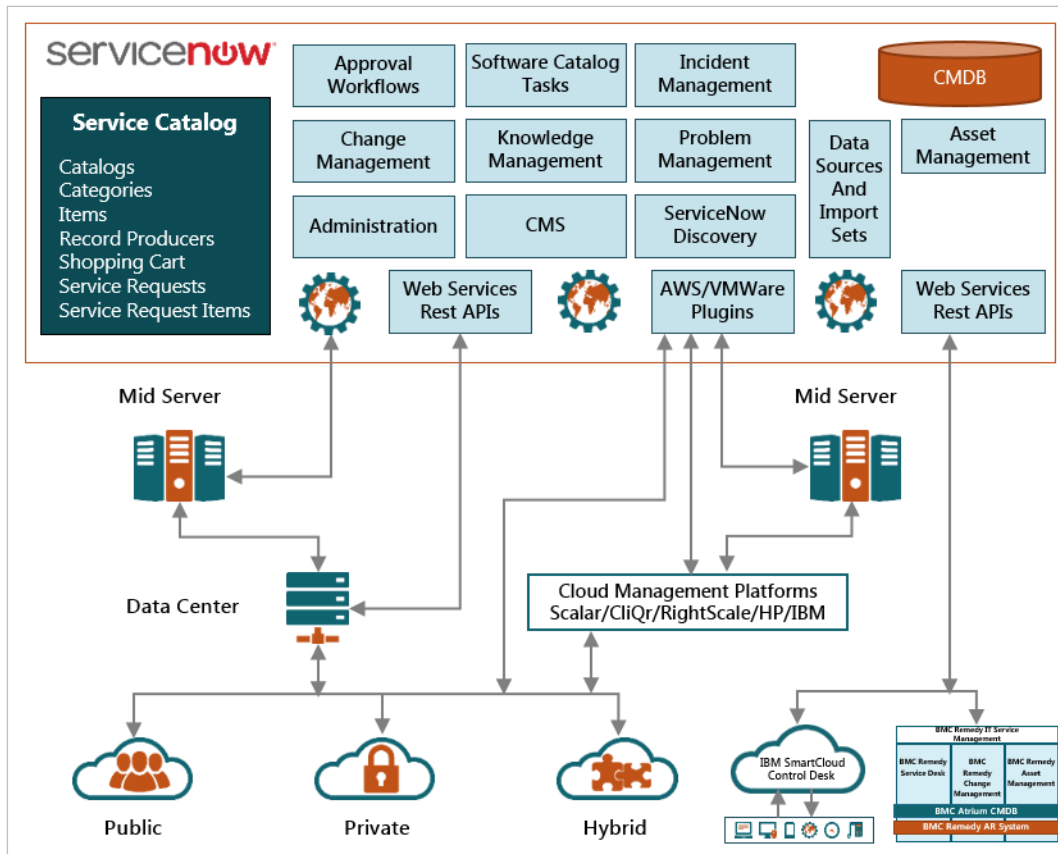 servicenow
Service Catalog
Catalogs
Categories
Items
Record Producers
Shopping Cart
Service Requests
Service Request Items
Approval
Workflows
Software Catalog
Tasks
Incident
Management
CMDB
Change
Management
Knowledge
Management
Problem
Management
Data
Sources
And
Import
Sets
Asset
Management
Administration
CMS
ServiceNow
Discovery
Web Services
Rest APIs
AWS/VMWare
Plugins
Web Services
Rest APIs
Mid Server
Mid Server
Data Center
Cloud Management Platforms
Scalar/CliQr/RightScale/HP/IBM
Public
Private
Hybrid
IBM SmartCloud
Control Desk
BMC Remedy IT Service
Management
BMC Remedy
Service Desk
BMC
Remedy
Change
Management
BMC Remedy
Asset
Management
BMC Atrium CMDB
BMC Remedy AR System